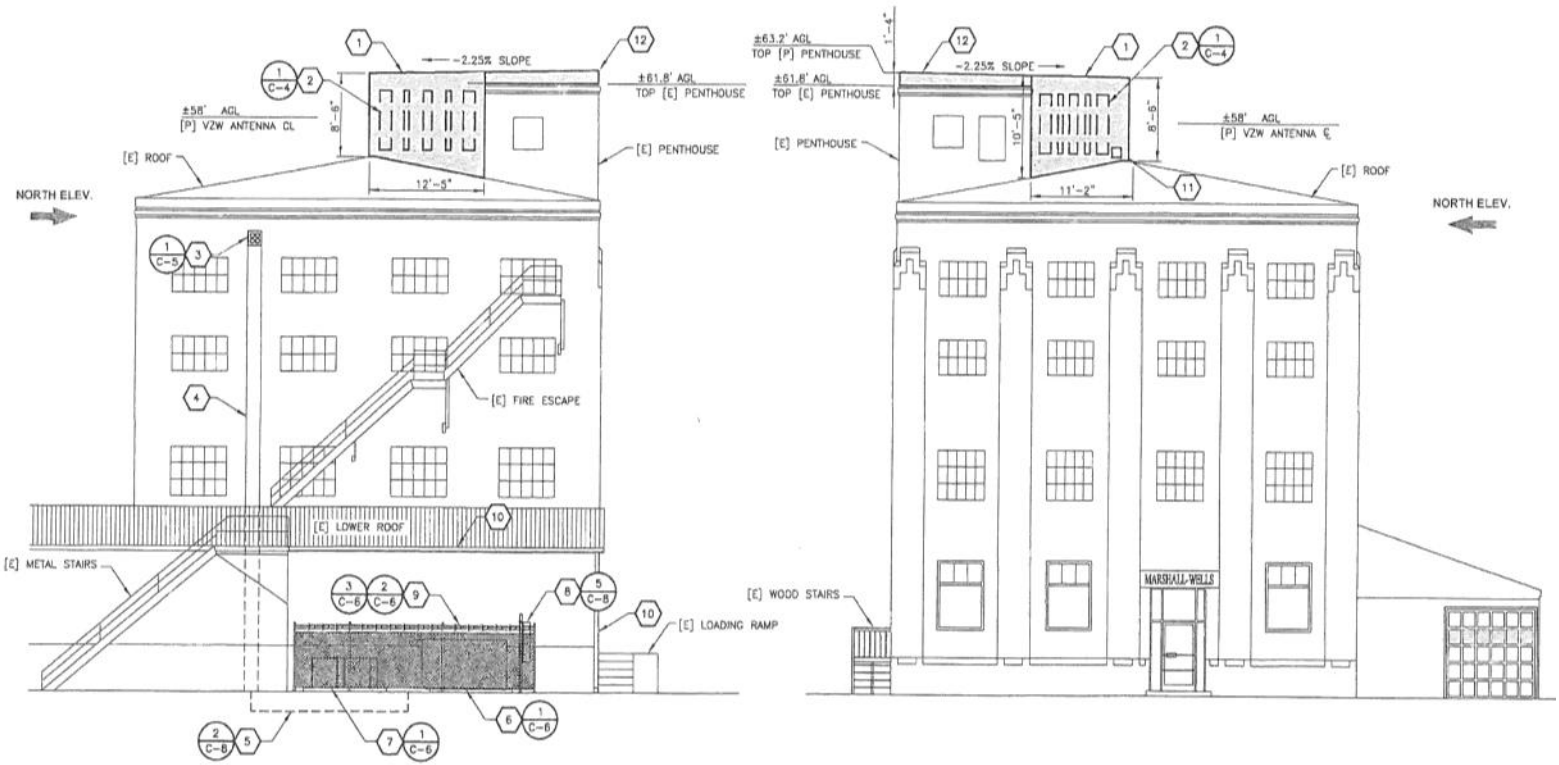 1
~2.25% SLOPE
12
1
C-4
2
±61.8' AGL
TOP [E] PENTHOUSE
8'-6"
±58' AGL
[P] VZW ANTENNA CL
[E] PENTHOUSE
[E] ROOF
12'-5"
NORTH ELEV.
1
C-5
3
4
[E] FIRE ESCAPE
[E] LOWER ROOF
10
[E] METAL STAIRS
3
C-6
2
C-6
9
8
5
C-8
10
[E] LOADING RAMP
2
C-8
5
7
1
C-6
6
1
C-6
±63.2' AGL
TOP [P] PENTHOUSE
1'-4"
12
~2.25% SLOPE
1
2
1
C-4
±61.8' AGL
TOP [E] PENTHOUSE
10'-5"
8'-6"
±58' AGL
[P] VZW ANTENNA ℄
[E] PENTHOUSE
11
[E] ROOF
11'-2"
NORTH ELEV.
MARSHALL-WELLS
[E] WOOD STAIRS